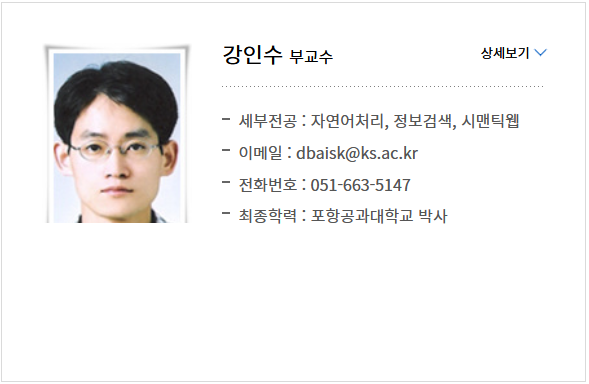 강인수 부교수 상세보기
- 세부전공 : 자연어처리, 정보검색, 시맨틱웹
- 이메일 : dbaisk@ks.ac.kr
- 전화번호 : 051-663-5147
- 최종학력 : 포항공과대학교 박사